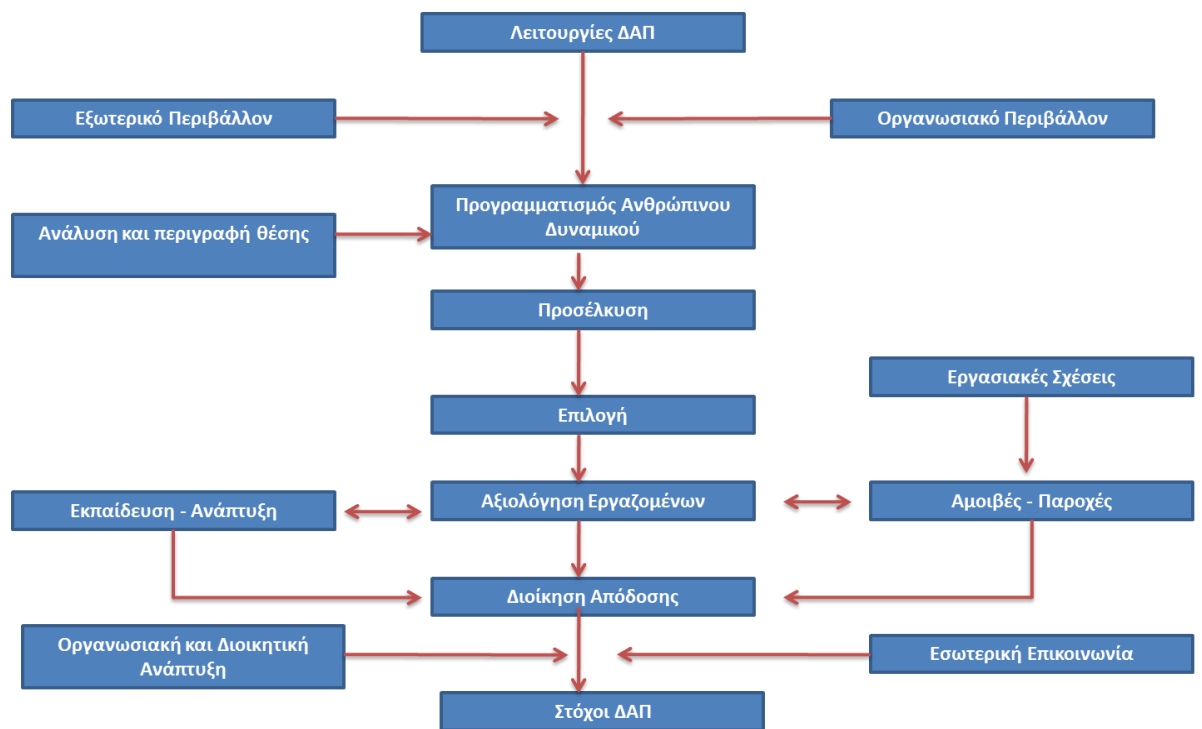 Λειτουργίες ΔΑΠ
Εξωτερικό Περιβάλλον
Οργανωσιακό Περιβάλλον
Προγραμματισμός Ανθρώπινου
Δυναμικού
Ανάλυση και περιγραφή θέσης
Προσέλκυση
Εργασιακές Σχέσεις
Επιλογή
Εκπαίδευση - Ανάπτυξη
Αξιολόγηση Εργαζομένων
Αμοιβές - Παροχές
Διοίκηση Απόδοσης
Οργανωσιακή και Διοικητική
Ανάπτυξη
Εσωτερική Επικοινωνία
Στόχοι ΔΑΠ